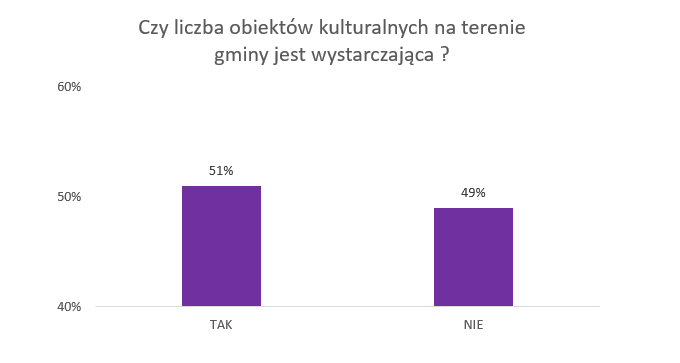 Czy liczba obiektów kulturalnych na terenie
gminy jest wystarczająca ?
60%
51%
49%
50%
40%
TAK
NIE